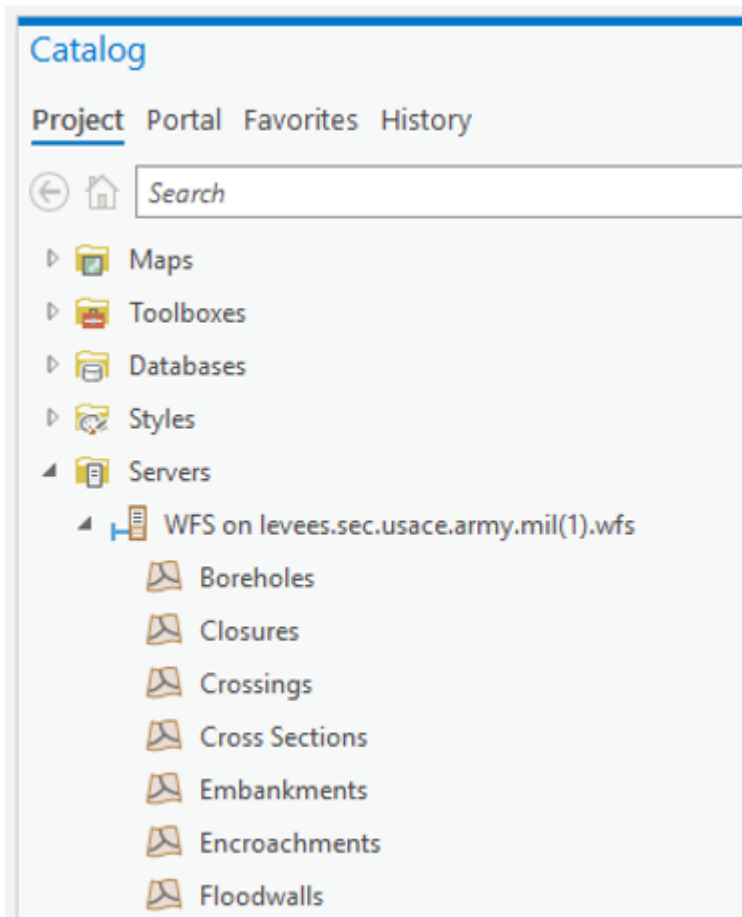 Catalog
Project Portal Favorites History
Search
Maps
Toolboxes
Databases
Styles
Servers
WFS on levees.sec.usace.army.mil(1).wfs
Boreholes
Closures
Crossings
Cross Sections
Embankments
Encroachments
Floodwalls